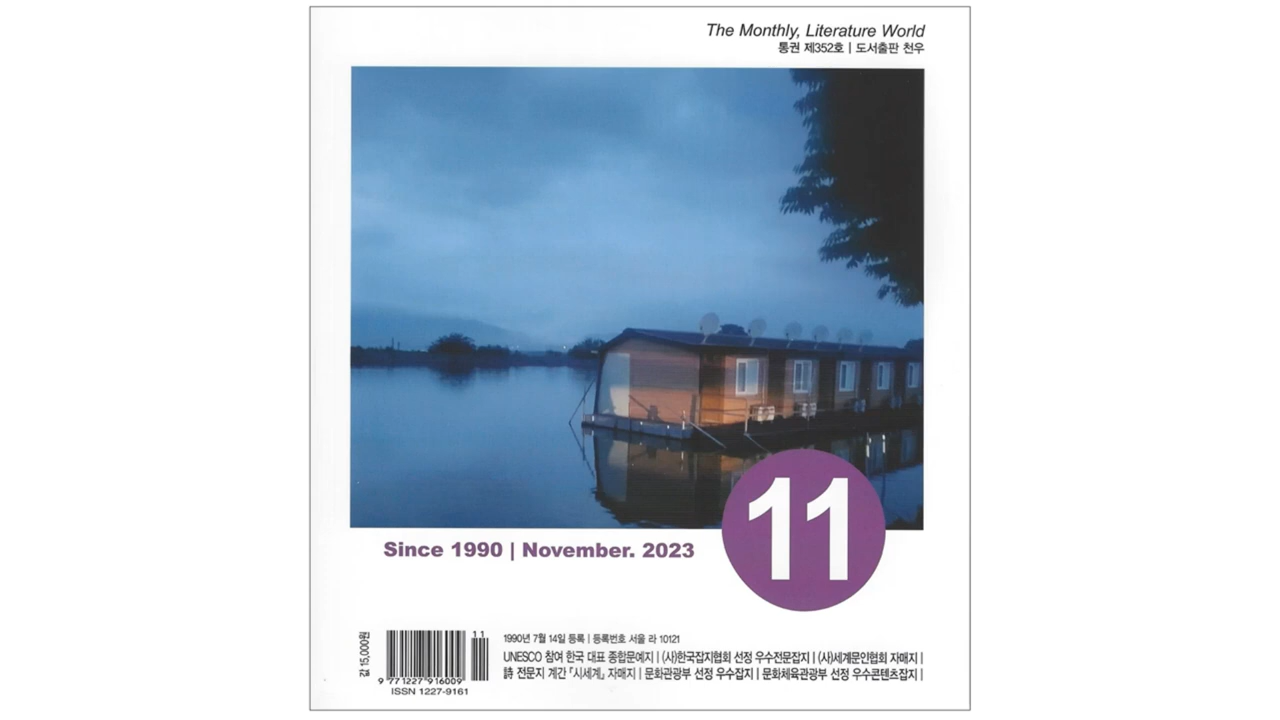 The Monthly, Literature World
통권 제352호 | 도서출판 천우
11
Since 1990 | November. 2023
값 15,000원
11
9 771227 916009
ISSN 1227-9161
1990년 7월 14일 등록 | 등록번호 서울 라 10121
UNESCO 참여 한국 대표 종합문예지 | (사)한국잡지협회 선정 우수전문잡지 | (사)세계문인협회 자매지 |
詩 전문지 계간 『시세계』 자매지 | 문화관광부 선정 우수잡지 | 문화체육관광부 선정 우수콘텐츠잡지 |